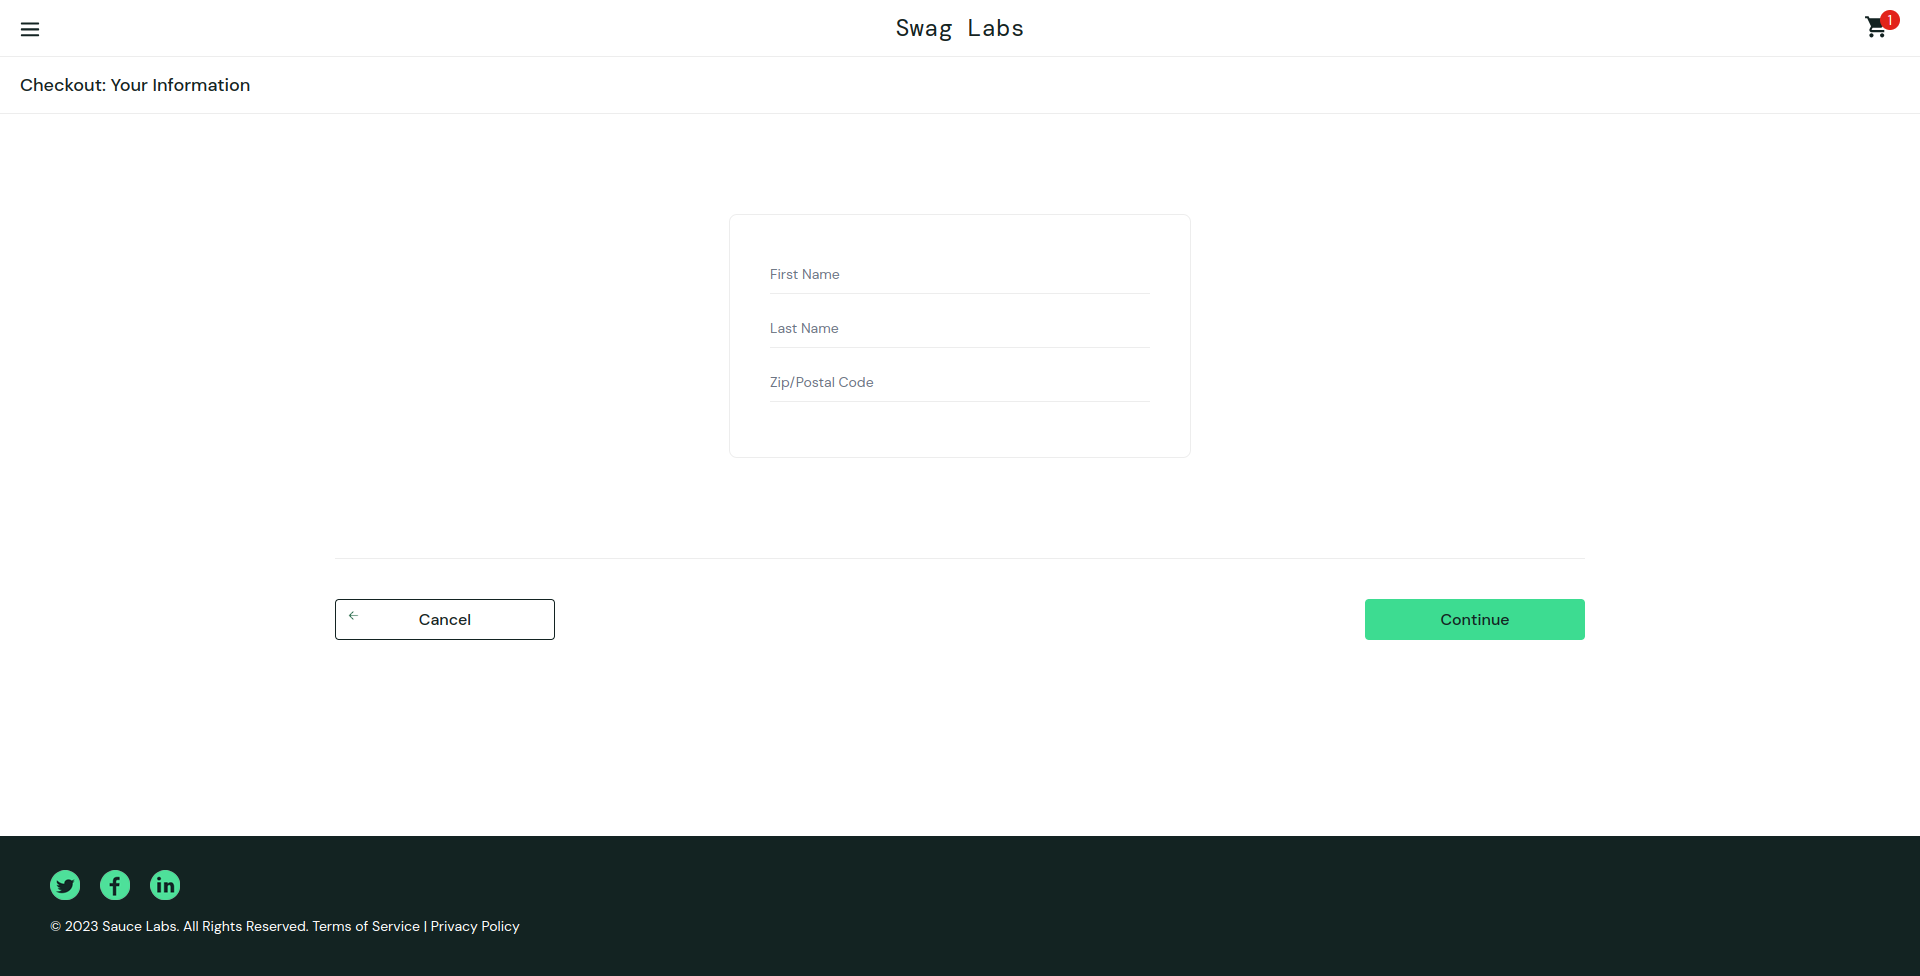 Swag Labs
1
Checkout: Your Information
First Name
Last Name
Zip/Postal Code
Cancel
Continue
© 2023 Sauce Labs. All Rights Reserved. Terms of Service | Privacy Policy